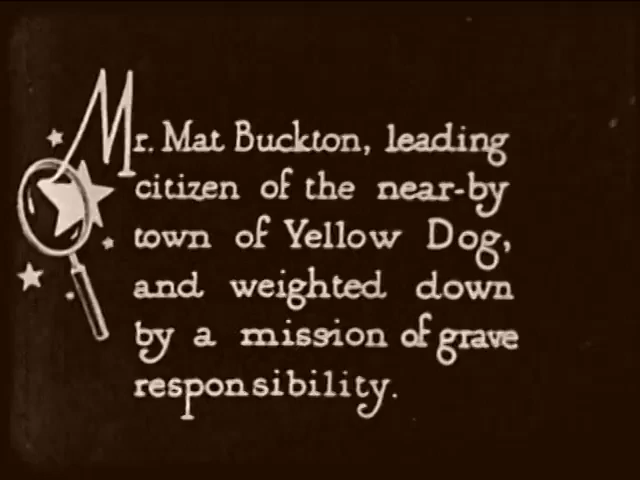 Mr. Mat Buckton, leading
citizen of the near-by
town of Yellow Dog,
and weighted down
by a mission of grave
responsibility.